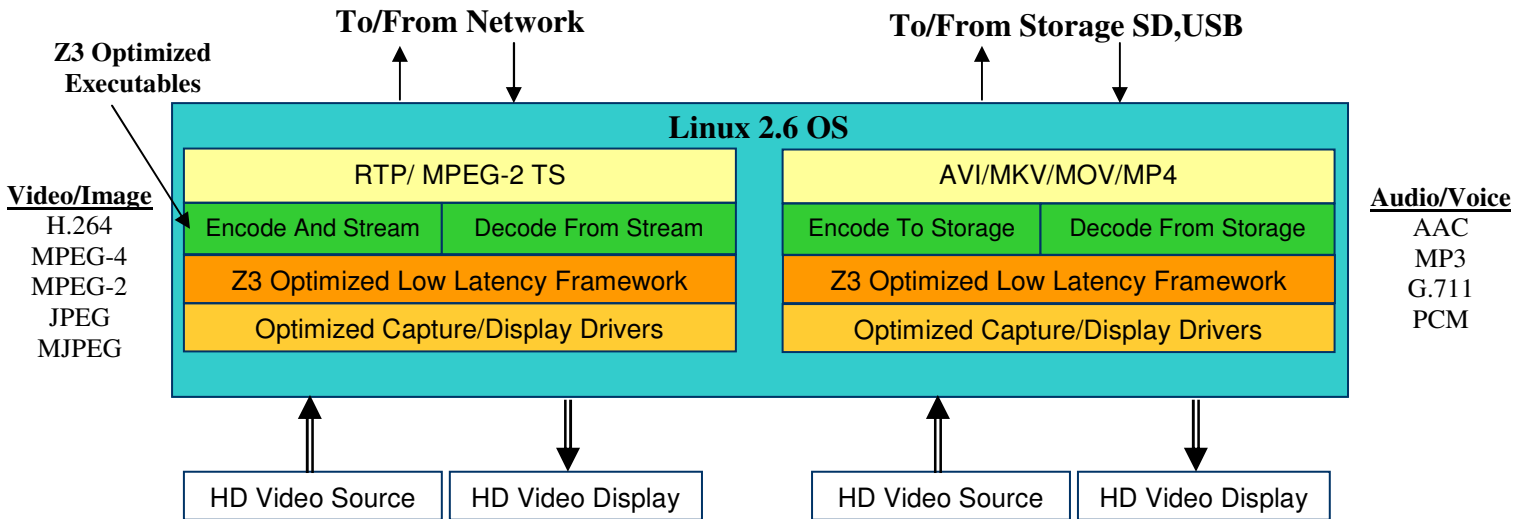 To/From Network
To/From Storage SD,USB
Z3 Optimized
Executables
Linux 2.6 OS
RTP/ MPEG-2 TS
AVI/MKV/MOV/MP4
Video/Image
H.264
MPEG-4
MPEG-2
JPEG
MJPEG
Encode And Stream
Decode From Stream
Encode To Storage
Decode From Storage
Z3 Optimized Low Latency Framework
Z3 Optimized Low Latency Framework
Optimized Capture/Display Drivers
Optimized Capture/Display Drivers
Audio/Voice
AAC
MP3
G.711
PCM
HD Video Source
HD Video Display
HD Video Source
HD Video Display